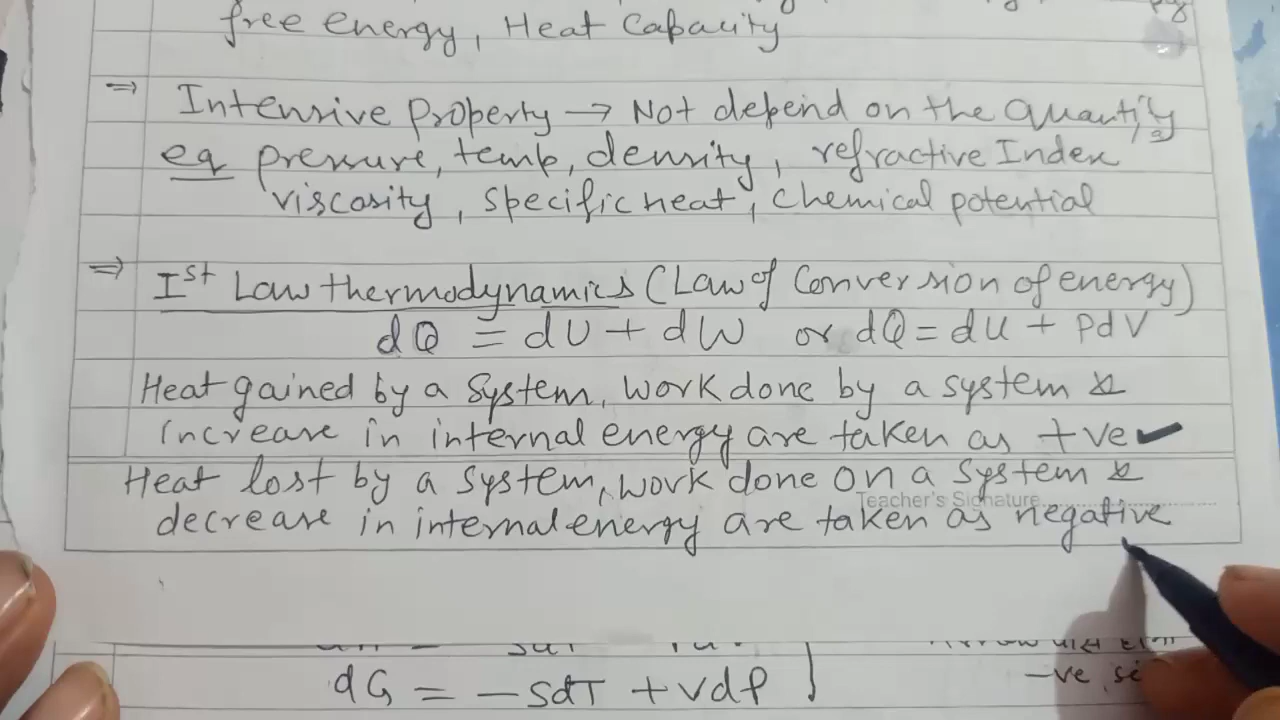 free energy, Heat Capacity
⇒ Intensive Property → Not depend on the Quantity
eg pressure, temp, density, refractive Index,
viscosity, Specific heat, Chemical potential
⇒ Ist Law thermodynamics (Law of Conversion of energy)
dQ = dU + dW or dQ = du + PdV
Heat gained by a System, work done by a system &
increase in internal energy are taken as +ve
Heat lost by a system, work done on a System &
Teacher's Signature
decrease in internal energy are taken as negative
-ve
dG = -SdT + Vdp